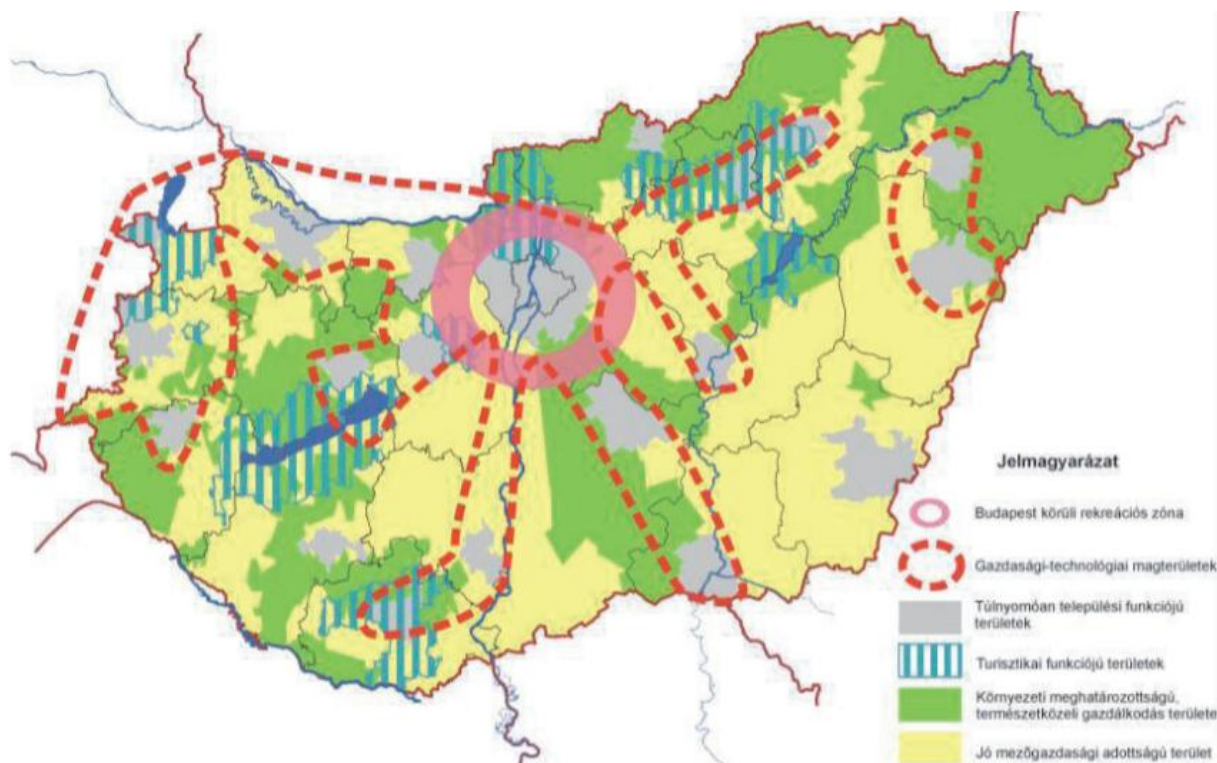 Jelmagyarázat
Budapest körüli rekreációs zóna
Gazdasági-technológiai magterületek
Túlnyomóan települési funkciójú
területek
Turisztikai funkciójú területek
Környezeti meghatározottságú,
természetközeli gazdálkodás területe
Jó mezőgazdasági adottságú terület